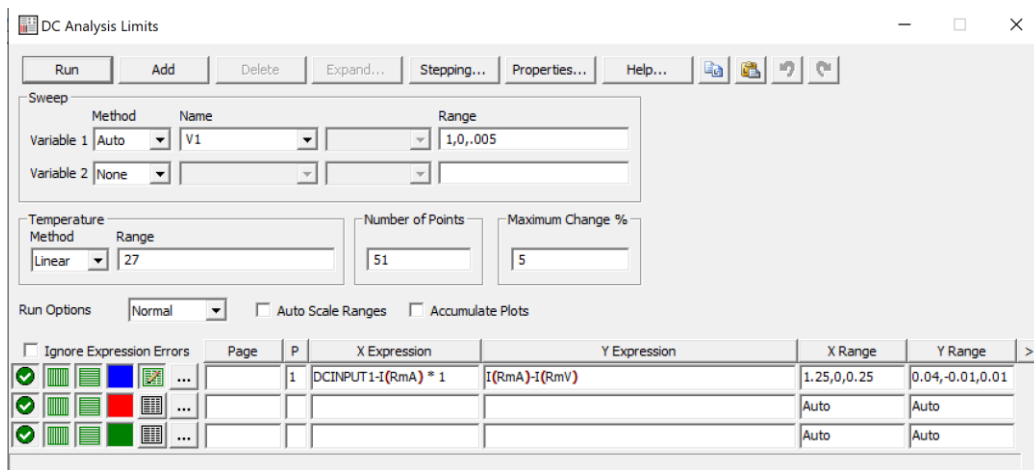 DC Analysis Limits
Run Add Delete Expand... Stepping... Properties... Help...
Sweep
Method Name Range
Variable 1 Auto V1 1,0,.005
Variable 2 None
Temperature Number of Points Maximum Change %
Method Range
Linear 27 51 5
Run Options Normal Auto Scale Ranges Accumulate Plots
Ignore Expression Errors Page P X Expression Y Expression X Range Y Range >
... 1 DCINPUT1-I(RmA) * 1 I(RmA)-I(RmV) 1.25,0,0.25 0.04,-0.01,0.01
... Auto Auto
... Auto Auto